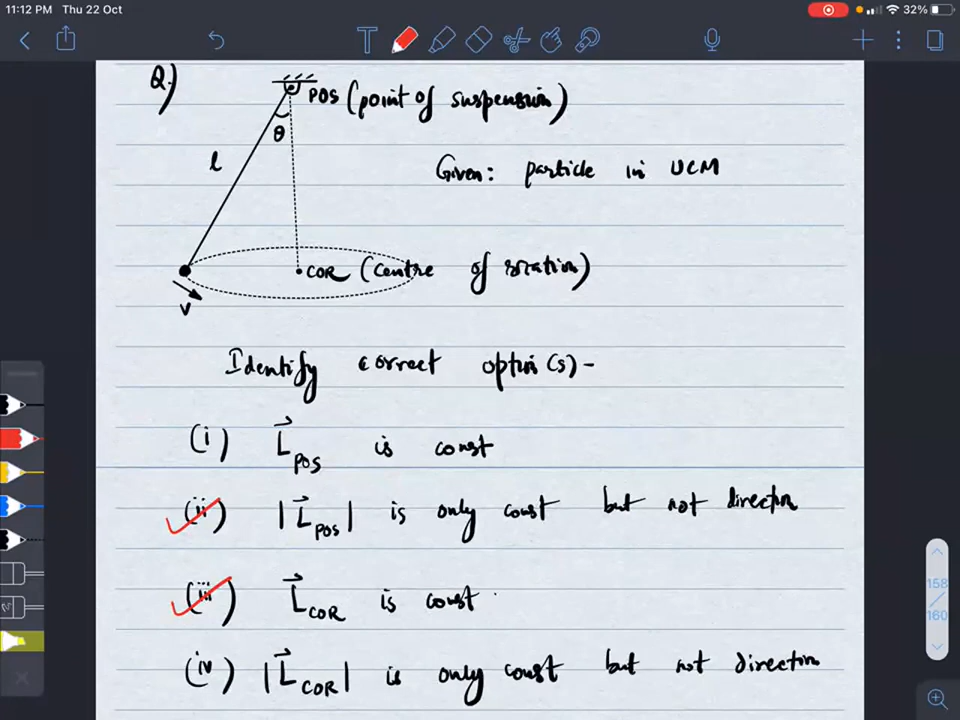 11:12 PM Thu 22 Oct 32%
Q)
POS (point of suspension)
θ
l
Given: particle in UCM
COR (centre of rotation)
v
Identify correct option(s) -
(i) L⃗POS is const
(ii) |L⃗POS| is only const but not direction
(iii) L⃗COR is const
(iv) |L⃗COR| is only const but not direction
158 / 160